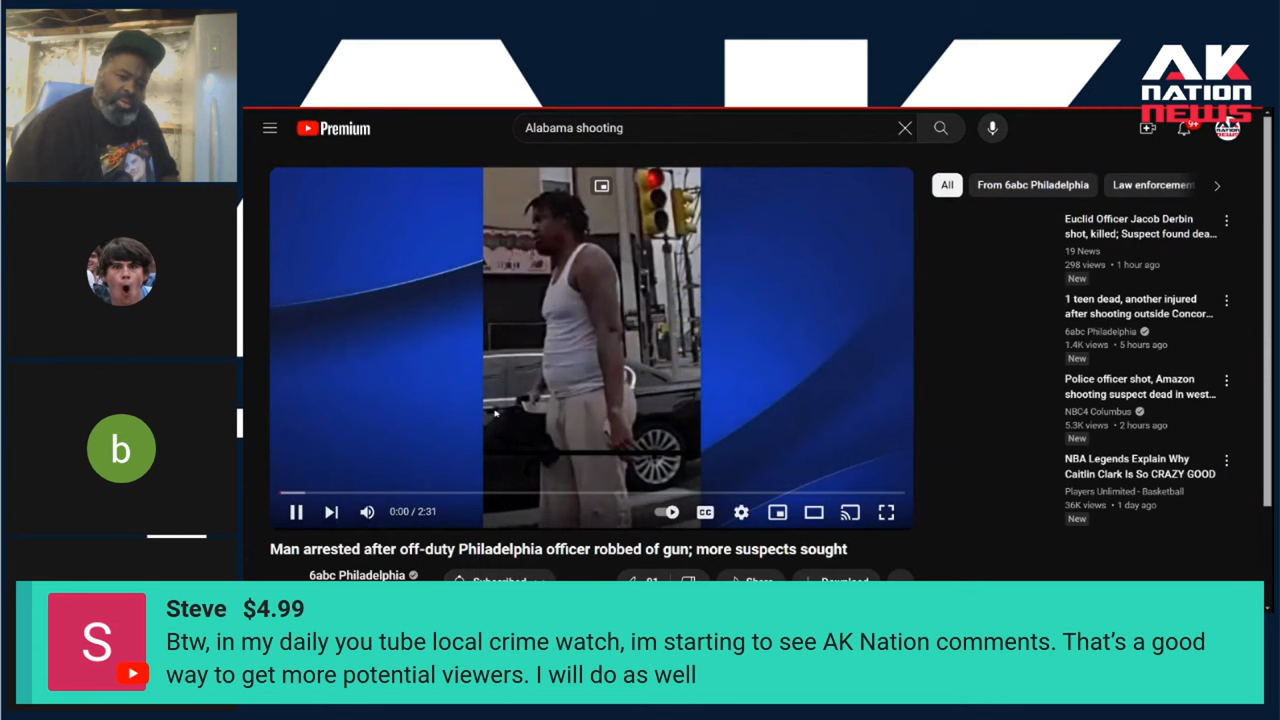 AK
NATION
NEWS
Premium
Alabama shooting
9+
All
From 6abc Philadelphia
Law enforcement
Euclid Officer Jacob Derbin
shot, killed; Suspect found dea...
19 News
298 views • 1 hour ago
New
1 teen dead, another injured
after shooting outside Concor...
6abc Philadelphia
1.4K views • 5 hours ago
New
Police officer shot, Amazon
shooting suspect dead in west...
NBC4 Columbus
5.3K views • 2 hours ago
New
NBA Legends Explain Why
Caitlin Clark Is So CRAZY GOOD
Players Unlimited - Basketball
36K views • 1 day ago
New
b
0:00 / 2:31
CC
Man arrested after off-duty Philadelphia officer robbed of gun; more suspects sought
6abc Philadelphia
Subscribed
91
Share
Download
S
Steve $4.99
Btw, in my daily you tube local crime watch, im starting to see AK Nation comments. That’s a good
way to get more potential viewers. I will do as well